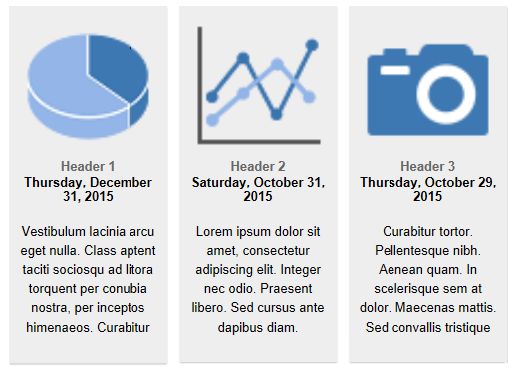 Header 1
Thursday, December
31, 2015
Vestibulum lacinia arcu
eget nulla. Class aptent
taciti sociosqu ad litora
torquent per conubia
nostra, per inceptos
himenaeos. Curabitur
Header 2
Saturday, October 31,
2015
Lorem ipsum dolor sit
amet, consectetur
adipiscing elit. Integer
nec odio. Praesent
libero. Sed cursus ante
dapibus diam.
Header 3
Thursday, October 29,
2015
Curabitur tortor.
Pellentesque nibh.
Aenean quam. In
scelerisque sem at
dolor. Maecenas mattis.
Sed convallis tristique